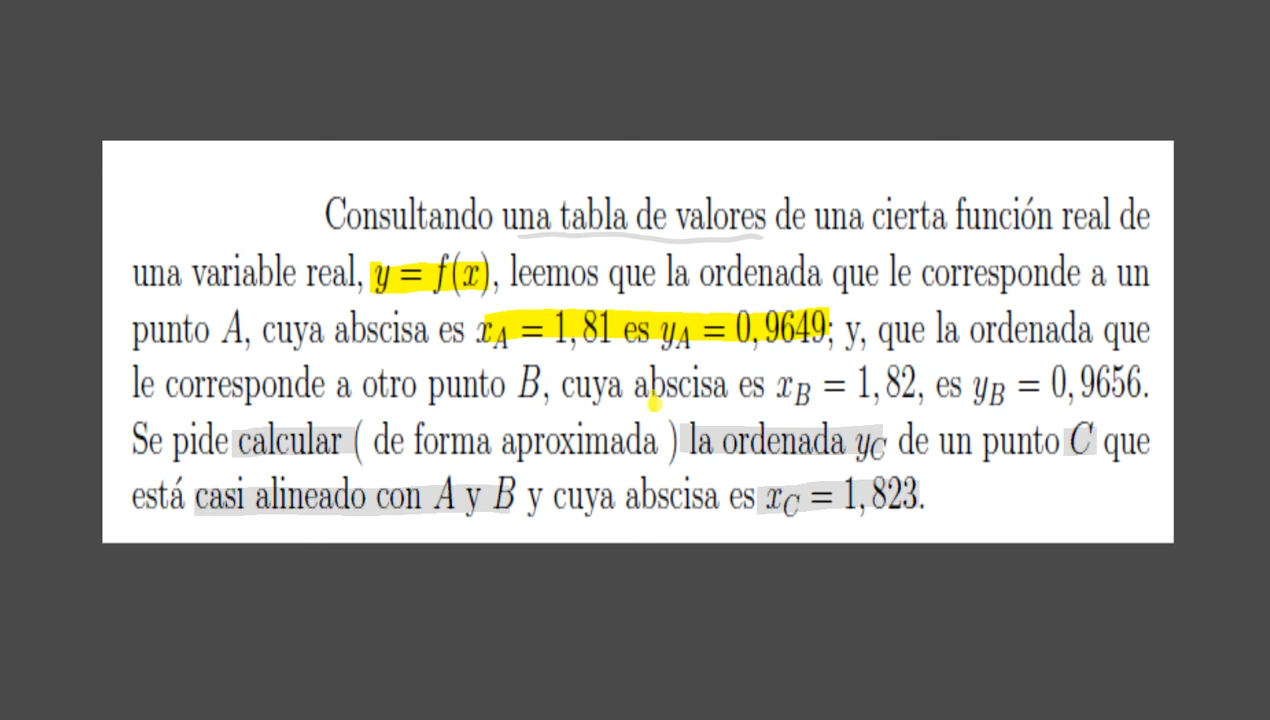 Consultando una tabla de valores de una cierta función real de
una variable real, y = f(x), leemos que la ordenada que le corresponde a un
punto A, cuya abscisa es x_A = 1,81 es y_A = 0,9649; y, que la ordenada que
le corresponde a otro punto B, cuya abscisa es x_B = 1,82, es y_B = 0,9656.
Se pide calcular ( de forma aproximada ) la ordenada y_C de un punto C que
está casi alineado con A y B y cuya abscisa es x_C = 1,823.